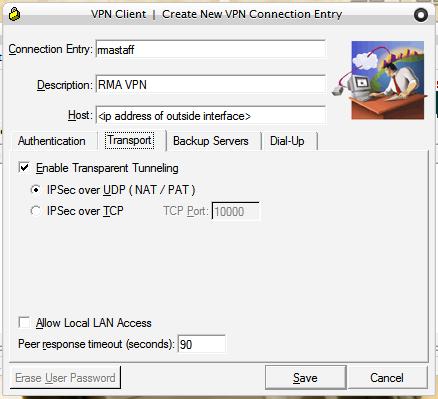 VPN Client | Create New VPN Connection Entry
Connection Entry: rmastaff
Description: RMA VPN
Host: <ip address of outside interface>
Authentication Transport Backup Servers Dial-Up
Enable Transparent Tunneling
IPSec over UDP ( NAT / PAT )
IPSec over TCP TCP Port: 10000
Allow Local LAN Access
Peer response timeout (seconds): 90
Erase User Password Save Cancel